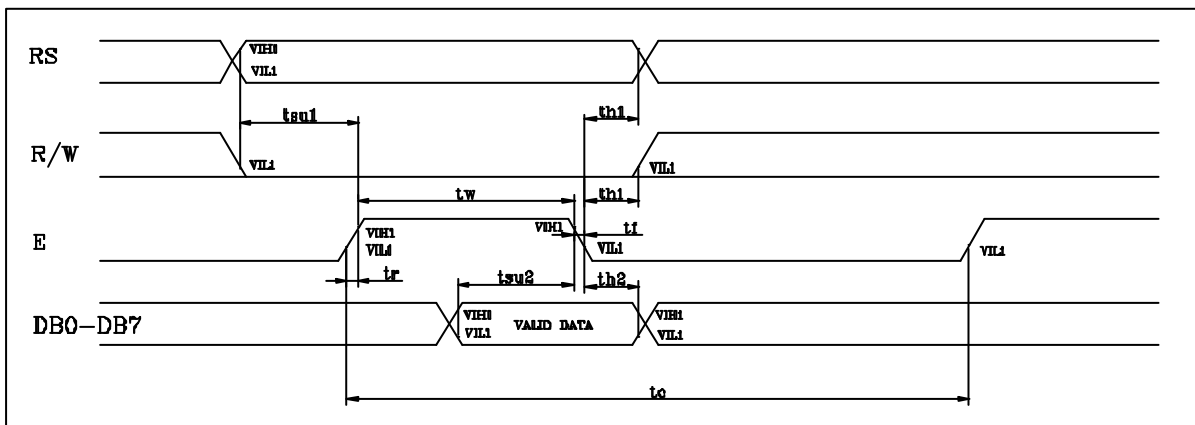 RS
VIH1
VIL1
tsu1
th1
R/W
VIL1
VIL1
tw
th1
E
VIH1
VIL1
VIH1
tf
VIL1
VIL1
tr
tsu2
th2
DB0-DB7
VIH1
VIL1
VALID DATA
VIH1
VIL1
tc